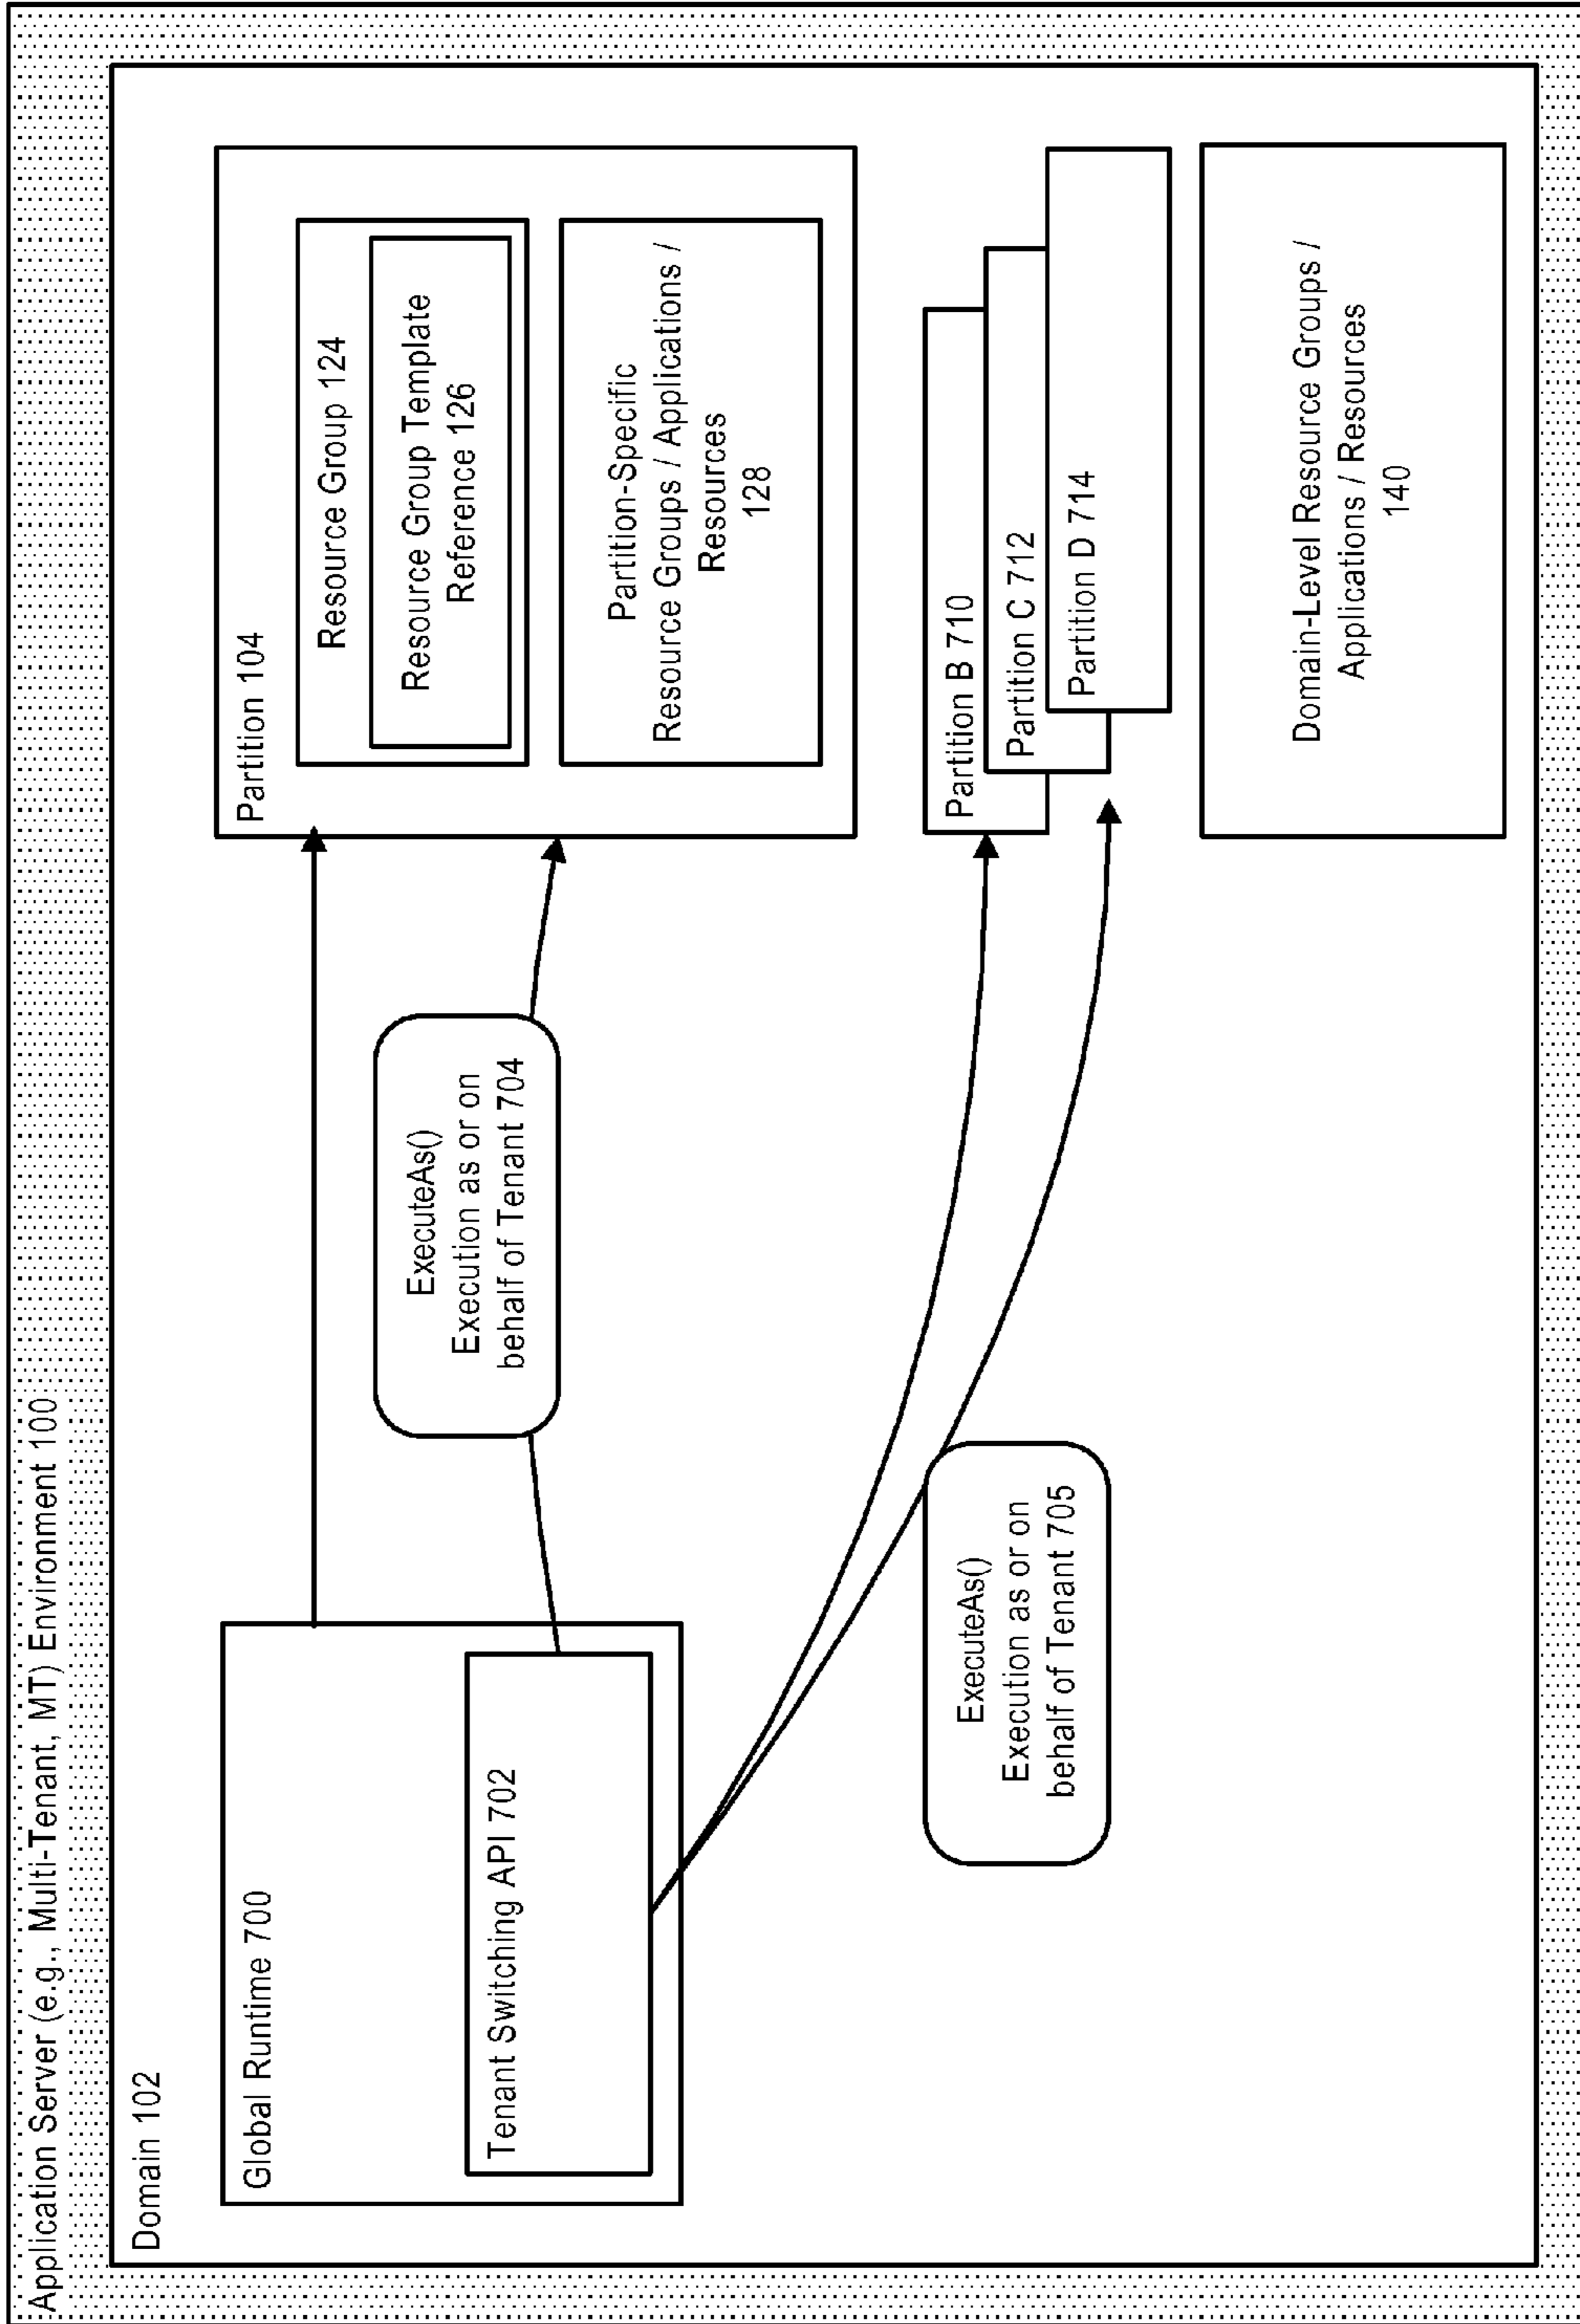 Application Server (e.g., Multi-Tenant, MT) Environment 100
Domain 102
Global Runtime 700
Tenant Switching API 702
ExecuteAs()
Execution as or on
behalf of Tenant 704
ExecuteAs()
Execution as or on
behalf of Tenant 705
Partition 104
Resource Group 124
Resource Group Template
Reference 126
Partition-Specific
Resource Groups / Applications /
Resources
128
Partition B 710
Partition C 712
Partition D 714
Domain-Level Resource Groups /
Applications / Resources
140